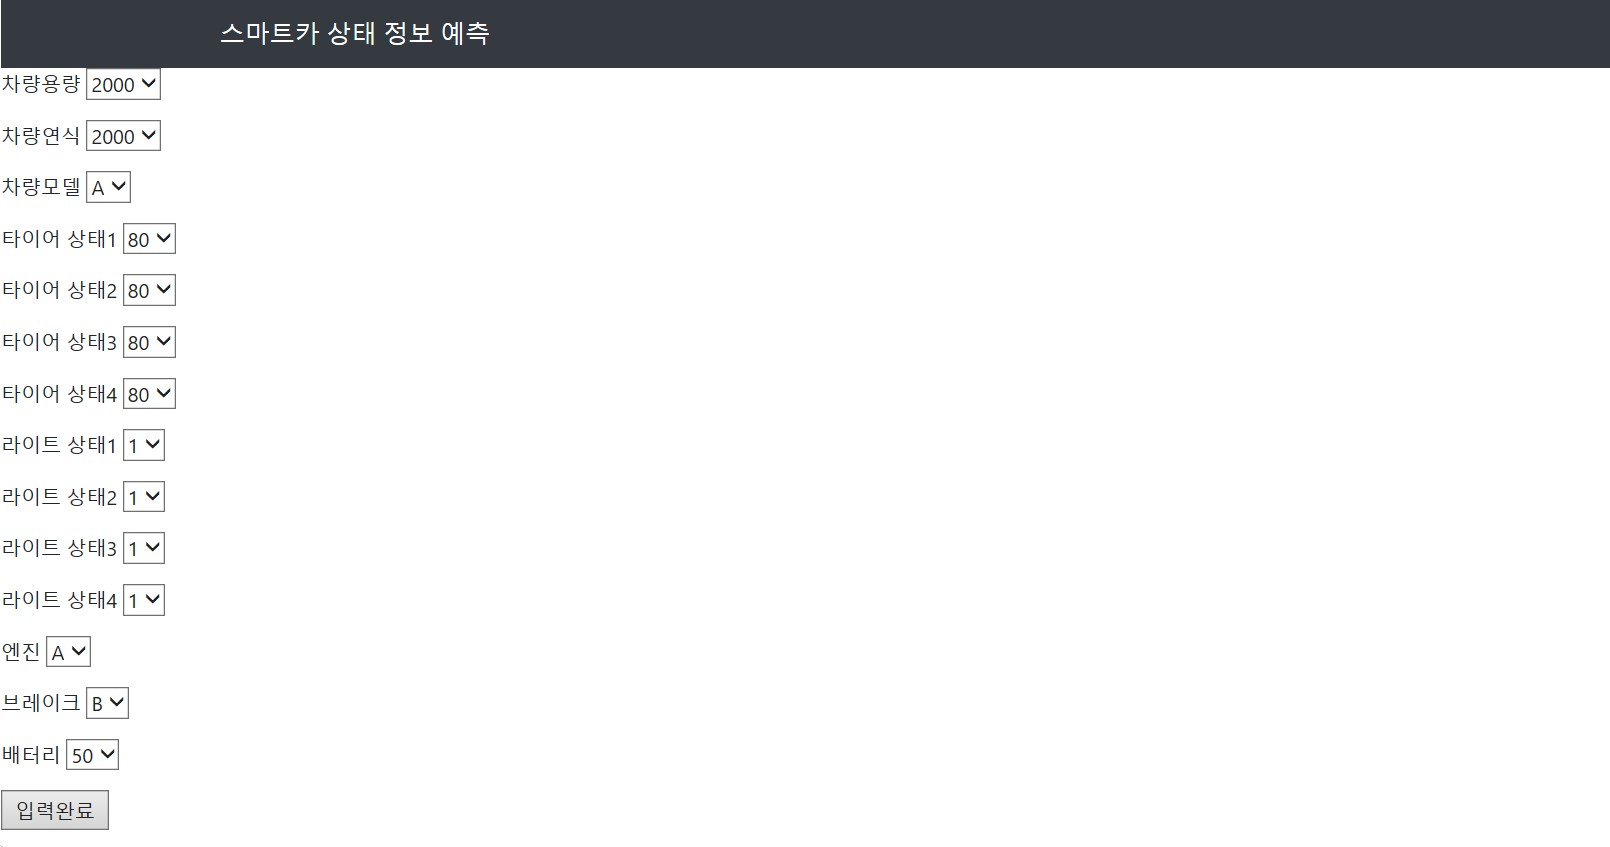 스마트카 상태 정보 예측
차량용량 2000
차량연식 2000
차량모델 A
타이어 상태1 80
타이어 상태2 80
타이어 상태3 80
타이어 상태4 80
라이트 상태1 1
라이트 상태2 1
라이트 상태3 1
라이트 상태4 1
엔진 A
브레이크 B
배터리 50
입력완료